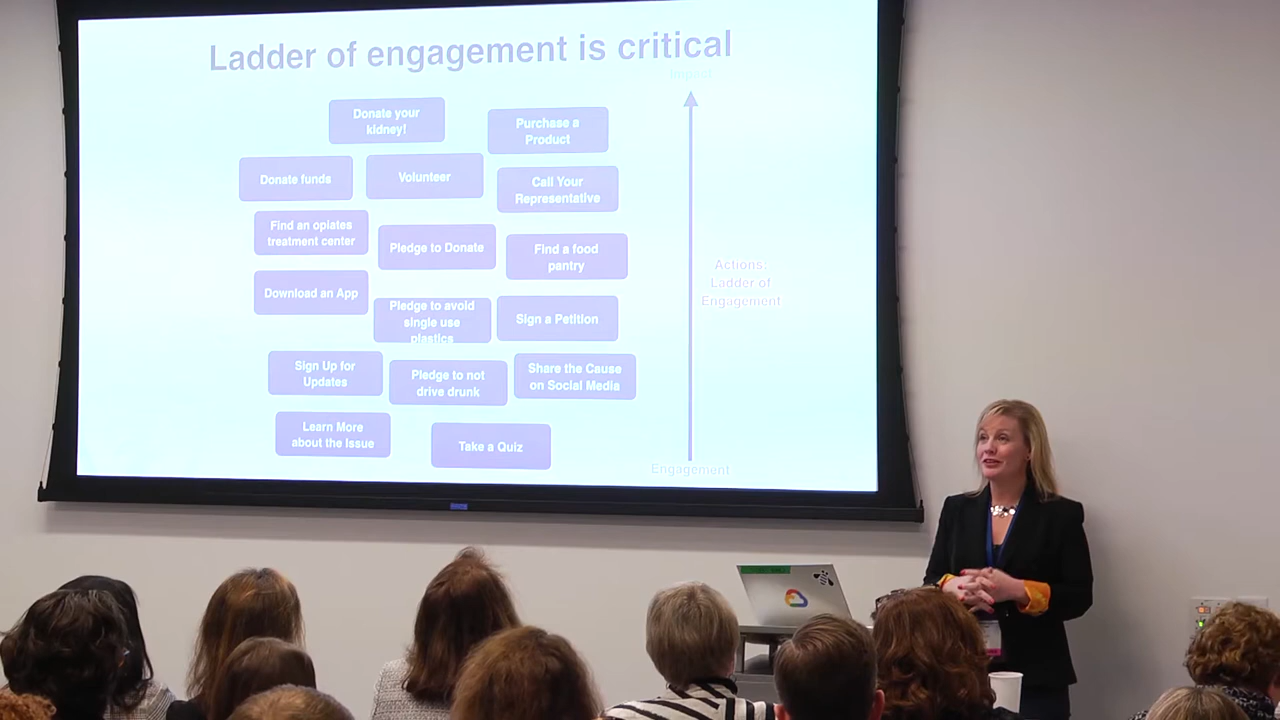 Ladder of engagement is critical
Impact
Donate your
kidney!
Purchase a
Product
Donate funds
Volunteer
Call Your
Representative
Find an opiates
treatment center
Pledge to Donate
Find a food
pantry
Actions:
Ladder of
Engagement
Download an App
Pledge to avoid
single use
plastics
Sign a Petition
Sign Up for
Updates
Pledge to not
drive drunk
Share the Cause
on Social Media
Learn More
about the Issue
Take a Quiz
Engagement